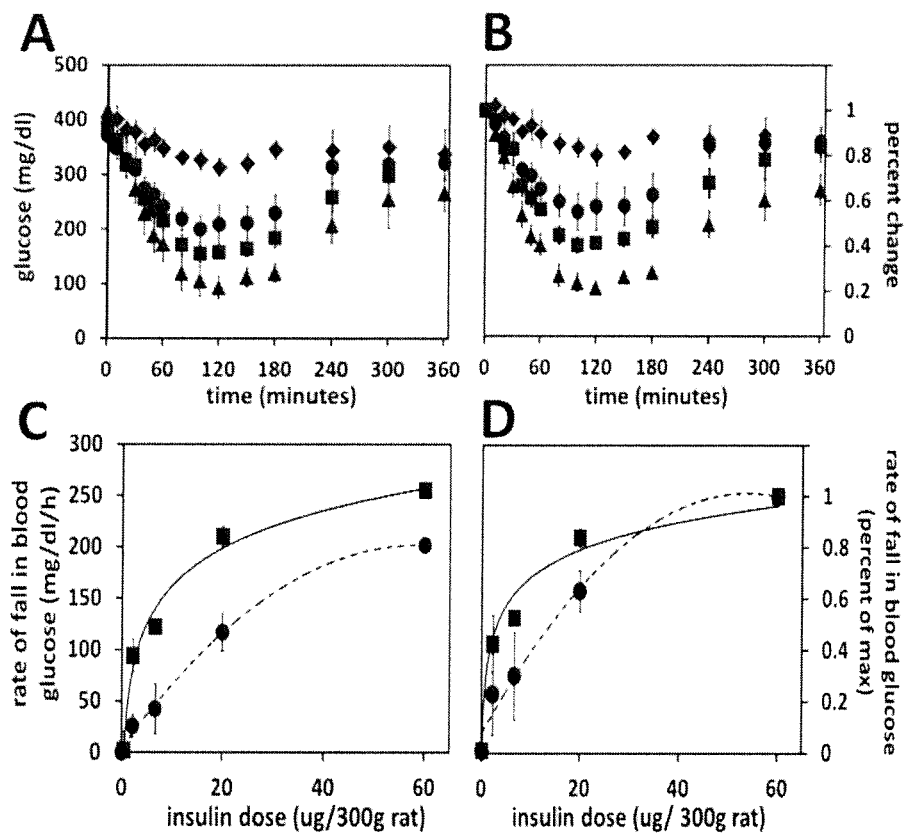 A
B
500
400
300
200
100
0
glucose (mg/dl)
0 60 120 180 240 300 360
time (minutes)
1
0.8
0.6
0.4
0.2
0
percent change
0 60 120 180 240 300 360
time (minutes)
C
D
300
250
200
150
100
50
0
rate of fall in blood
glucose (mg/dl/h)
0 20 40 60
insulin dose (ug/300g rat)
1
0.8
0.6
0.4
0.2
0
rate of fall in blood glucose
(percent of max)
0 20 40 60
insulin dose (ug/ 300g rat)